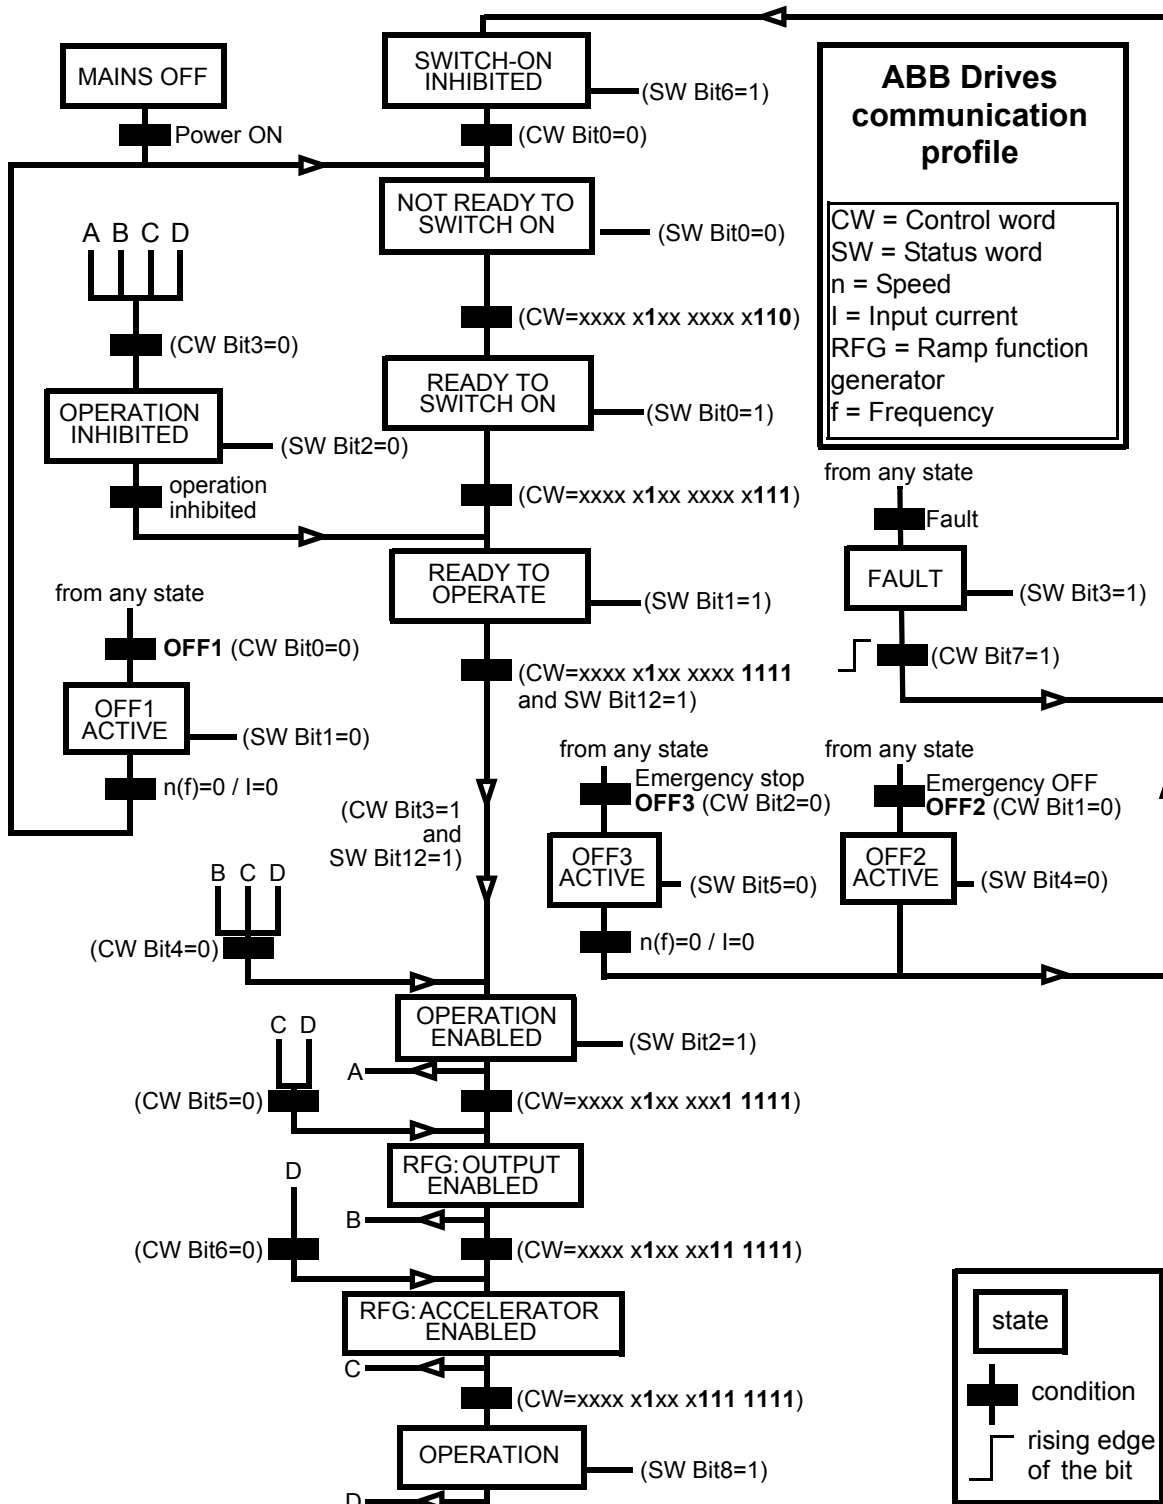 MAINS OFF
Power ON
SWITCH-ON
INHIBITED
(SW Bit6=1)
(CW Bit0=0)
ABB Drives
communication
profile
CW = Control word
SW = Status word
n = Speed
I = Input current
RFG = Ramp function
generator
f = Frequency
NOT READY TO
SWITCH ON
(SW Bit0=0)
A B C D
(CW Bit3=0)
(CW=xxxx x1xx xxxx x110)
OPERATION
INHIBITED
(SW Bit2=0)
operation
inhibited
READY TO
SWITCH ON
(SW Bit0=1)
(CW=xxxx x1xx xxxx x111)
from any state
Fault
FAULT
(SW Bit3=1)
(CW Bit7=1)
READY TO
OPERATE
(SW Bit1=1)
from any state
OFF1 (CW Bit0=0)
OFF1
ACTIVE
(SW Bit1=0)
n(f)=0 / I=0
(CW=xxxx x1xx xxxx 1111
and SW Bit12=1)
(CW Bit3=1
and
SW Bit12=1)
from any state
Emergency stop
OFF3 (CW Bit2=0)
OFF3
ACTIVE
(SW Bit5=0)
n(f)=0 / I=0
from any state
Emergency OFF
OFF2 (CW Bit1=0)
OFF2
ACTIVE
(SW Bit4=0)
B C D
(CW Bit4=0)
OPERATION
ENABLED
(SW Bit2=1)
A
C D
(CW Bit5=0)
(CW=xxxx x1xx xxx1 1111)
RFG: OUTPUT
ENABLED
B
D
(CW Bit6=0)
(CW=xxxx x1xx xx11 1111)
RFG: ACCELERATOR
ENABLED
C
(CW=xxxx x1xx x111 1111)
OPERATION
(SW Bit8=1)
D
state
condition
rising edge
of the bit